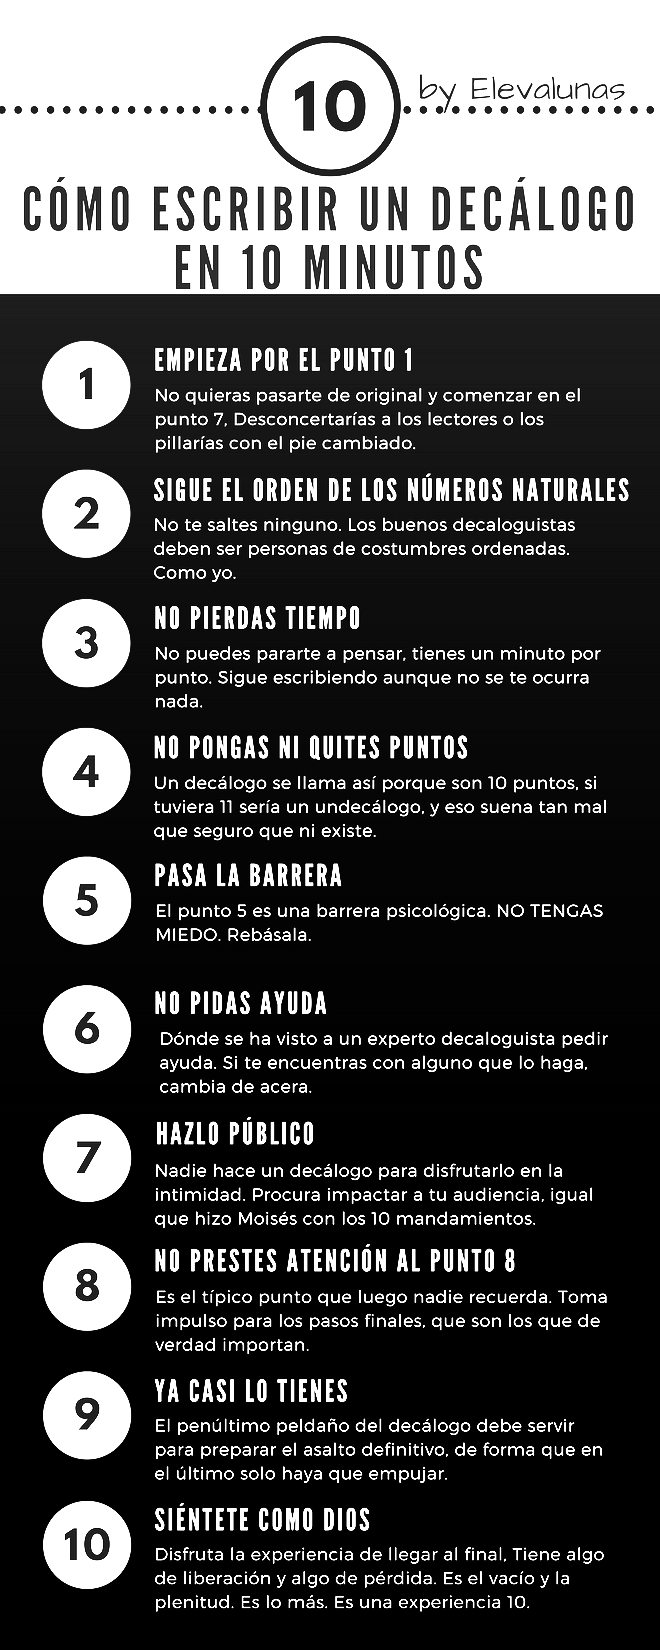 10
by Elevalunas
CÓMO ESCRIBIR UN DECÁLOGO
EN 10 MINUTOS
1
EMPIEZA POR EL PUNTO 1
No quieras pasarte de original y comenzar en el
punto 7, Desconcertarías a los lectores o los
pillarías con el pie cambiado.
2
SIGUE EL ORDEN DE LOS NÚMEROS NATURALES
No te saltes ninguno. Los buenos decaloguistas
deben ser personas de costumbres ordenadas.
Como yo.
3
NO PIERDAS TIEMPO
No puedes pararte a pensar, tienes un minuto por
punto. Sigue escribiendo aunque no se te ocurra
nada.
4
NO PONGAS NI QUITES PUNTOS
Un decálogo se llama así porque son 10 puntos, si
tuviera 11 sería un undecálogo, y eso suena tan mal
que seguro que ni existe.
5
PASA LA BARRERA
El punto 5 es una barrera psicológica. NO TENGAS
MIEDO. Rebásala.
6
NO PIDAS AYUDA
Dónde se ha visto a un experto decaloguista pedir
ayuda. Si te encuentras con alguno que lo haga,
cambia de acera.
7
HAZLO PÚBLICO
Nadie hace un decálogo para disfrutarlo en la
intimidad. Procura impactar a tu audiencia, igual
que hizo Moisés con los 10 mandamientos.
8
NO PRESTES ATENCIÓN AL PUNTO 8
Es el típico punto que luego nadie recuerda. Toma
impulso para los pasos finales, que son los que de
verdad importan.
9
YA CASI LO TIENES
El penúltimo peldaño del decálogo debe servir
para preparar el asalto definitivo, de forma que en
el último solo haya que empujar.
10
SIÉNTETE COMO DIOS
Disfruta la experiencia de llegar al final, Tiene algo
de liberación y algo de pérdida. Es el vacío y la
plenitud. Es lo más. Es una experiencia 10.